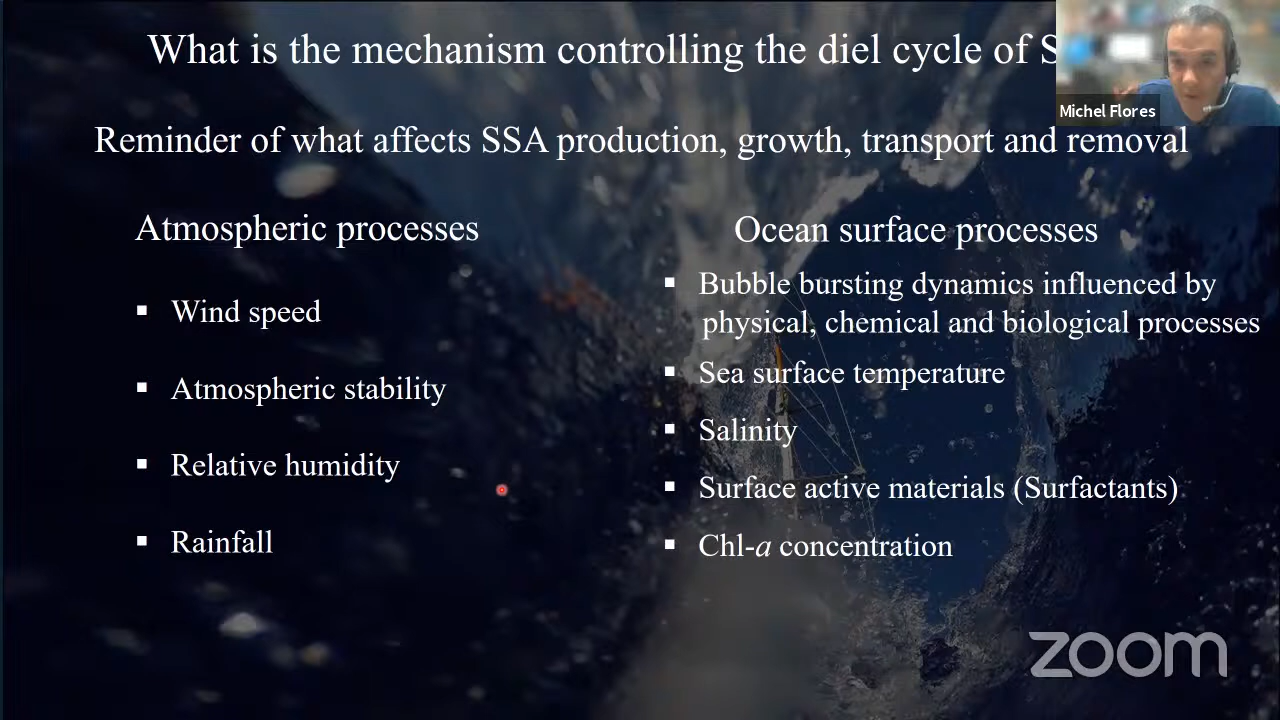 What is the mechanism controlling the diel cycle of S
Michel Flores
Reminder of what affects SSA production, growth, transport and removal
Atmospheric processes
▪ Wind speed
▪ Atmospheric stability
▪ Relative humidity
▪ Rainfall
Ocean surface processes
▪ Bubble bursting dynamics influenced by
physical, chemical and biological processes
▪ Sea surface temperature
▪ Salinity
▪ Surface active materials (Surfactants)
▪ Chl-a concentration
zoom